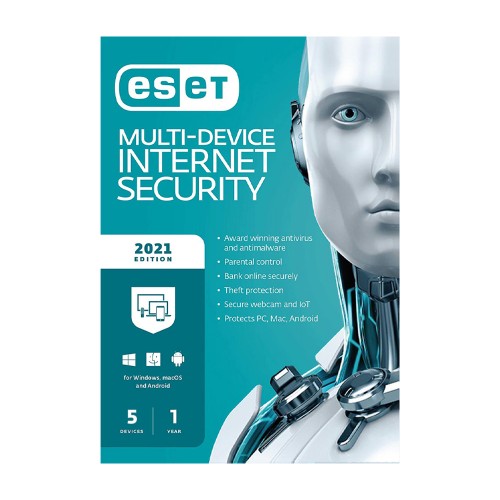 eset
MULTI-DEVICE
INTERNET
SECURITY
2021
EDITION
• Award winning antivirus
and antimalware
• Parental control
• Bank online securely
• Theft protection
• Secure webcam and IoT
• Protects PC, Mac, Android
for Windows, macOS
and Android
5 1
DEVICES YEAR